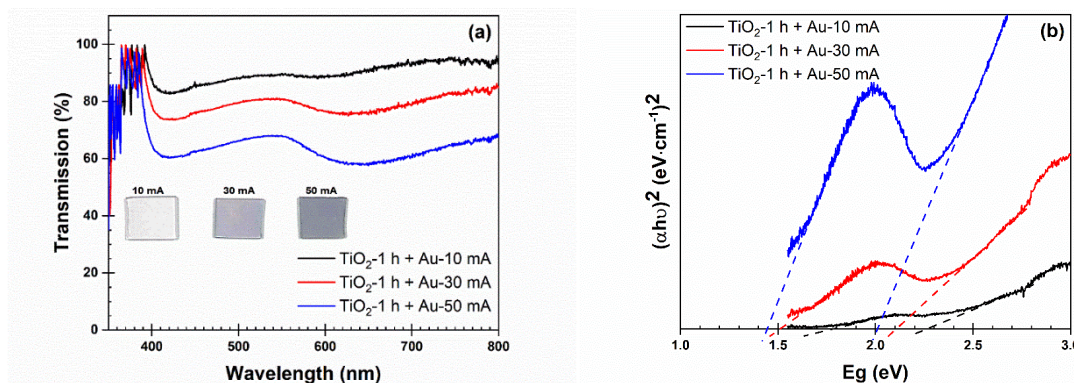 (a)
Transmission (%)
100
80
60
40
20
0
10 mA
30 mA
50 mA
TiO₂-1 h + Au-10 mA
TiO₂-1 h + Au-30 mA
TiO₂-1 h + Au-50 mA
400
500
600
700
800
Wavelength (nm)
(b)
TiO₂-1 h + Au-10 mA
TiO₂-1 h + Au-30 mA
TiO₂-1 h + Au-50 mA
(αhυ)² (eV·cm⁻¹)²
1.0
1.5
2.0
2.5
3.0
Eg (eV)